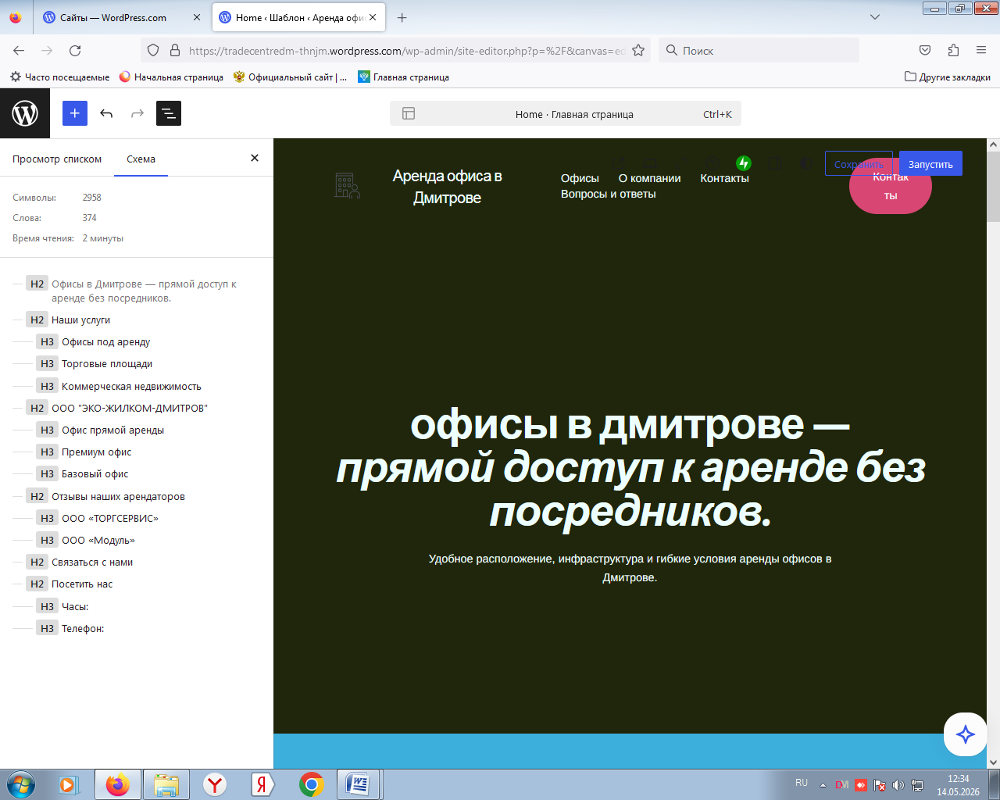 Сайты — WordPress.com
Home ‹ Шаблон ‹ Аренда офис
https://tradecentredm-thnjm.wordpress.com/wp-admin/site-editor.php?p=%2F&canvas=ed
Поиск
Часто посещаемые
Начальная страница
Официальный сайт | ...
Главная страница
Другие закладки
Home · Главная страница
Ctrl+K
Просмотр списком
Схема
Сохранить
Запустить
Символы: 2958
Слова: 374
Время чтения: 2 минуты
H2 Офисы в Дмитрове — прямой доступ к
аренде без посредников.
H2 Наши услуги
H3 Офисы под аренду
H3 Торговые площади
H3 Коммерческая недвижимость
H2 ООО "ЭКО-ЖИЛКОМ-ДМИТРОВ"
H3 Офис прямой аренды
H3 Премиум офис
H3 Базовый офис
H2 Отзывы наших арендаторов
H3 ООО «ТОРГСЕРВИС»
H3 ООО «Модуль»
H2 Связаться с нами
H2 Посетить нас
H3 Часы:
H3 Телефон:
Аренда офиса в
Дмитрове
Офисы
О компании
Контакты
Вопросы и ответы
Контак
ты
офисы в дмитрове —
прямой доступ к аренде без
посредников.
Удобное расположение, инфраструктура и гибкие условия аренды офисов в
Дмитрове.
RU
12:34
14.05.2026